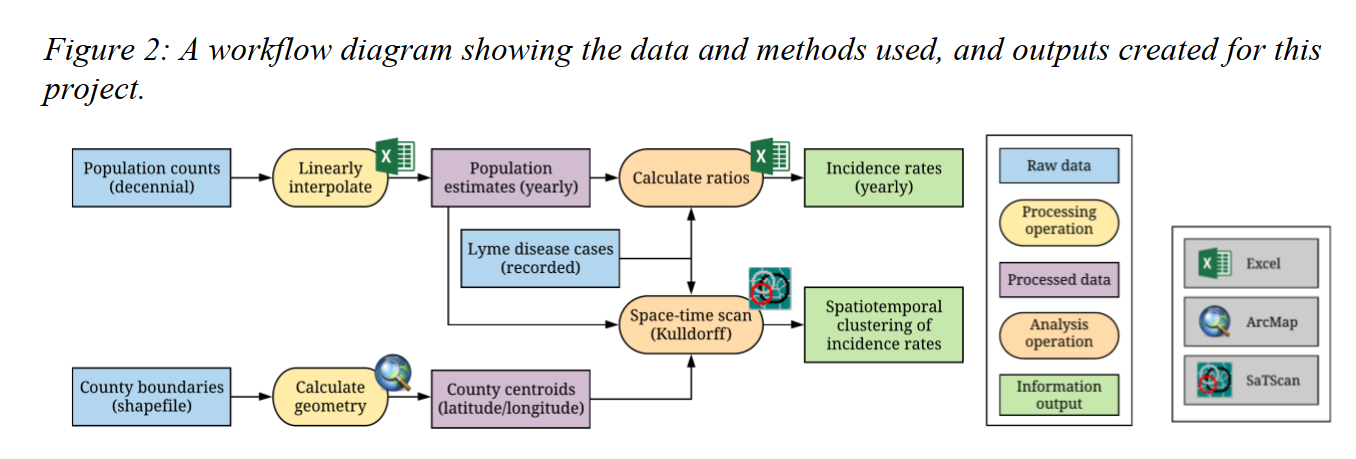 Figure 2: A workflow diagram showing the data and methods used, and outputs created for this
project.
Population counts
(decennial)
Linearly
interpolate
X
Population
estimates (yearly)
Calculate ratios
X
Incidence rates
(yearly)
Lyme disease cases
(recorded)
Space-time scan
(Kulldorff)
Spatiotemporal
clustering of
incidence rates
County boundaries
(shapefile)
Calculate
geometry
County centroids
(latitude/longitude)
Raw data
Processing
operation
Processed data
Analysis
operation
Information
output
X
Excel
ArcMap
SaTScan